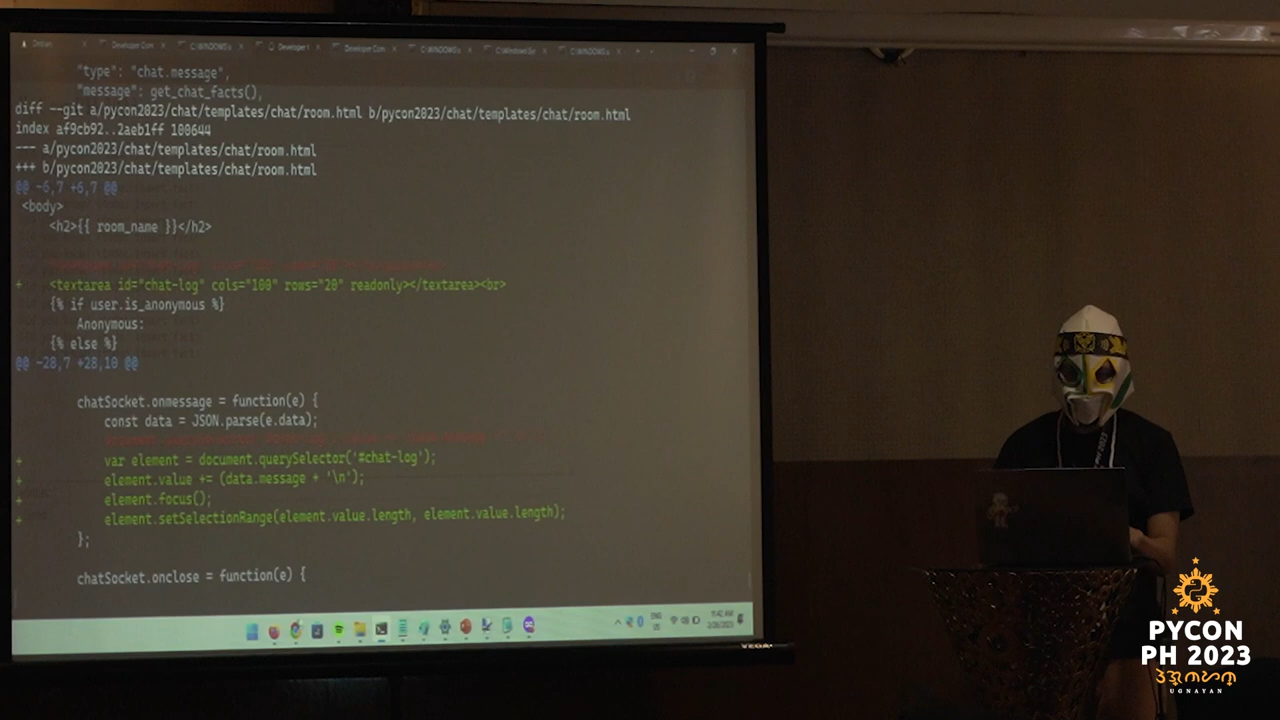 "type": "chat.message",
"message": get_chat_facts(),
diff --git a/pycon2023/chat/templates/chat/room.html b/pycon2023/chat/templates/chat/room.html
index af9cb92..2aeb1ff 100644
--- a/pycon2023/chat/templates/chat/room.html
+++ b/pycon2023/chat/templates/chat/room.html
@@ -6,7 +6,7 @@
<body>
<h2>{{ room_name }}</h2>
+ <textarea id="chat-log" cols="100" rows="20" readonly></textarea><br>
{% if user.is_anonymous %}
Anonymous:
{% else %}
@@ -28,7 +28,10 @@
chatSocket.onmessage = function(e) {
const data = JSON.parse(e.data);
+ var element = document.querySelector('#chat-log');
+ element.value += (data.message + '\n');
+ element.focus();
+ element.setSelectionRange(element.value.length, element.value.length);
};
chatSocket.onclose = function(e) {
ENG
VEGA
PH 2023
PYCON
PH 2023
UGNAYAN